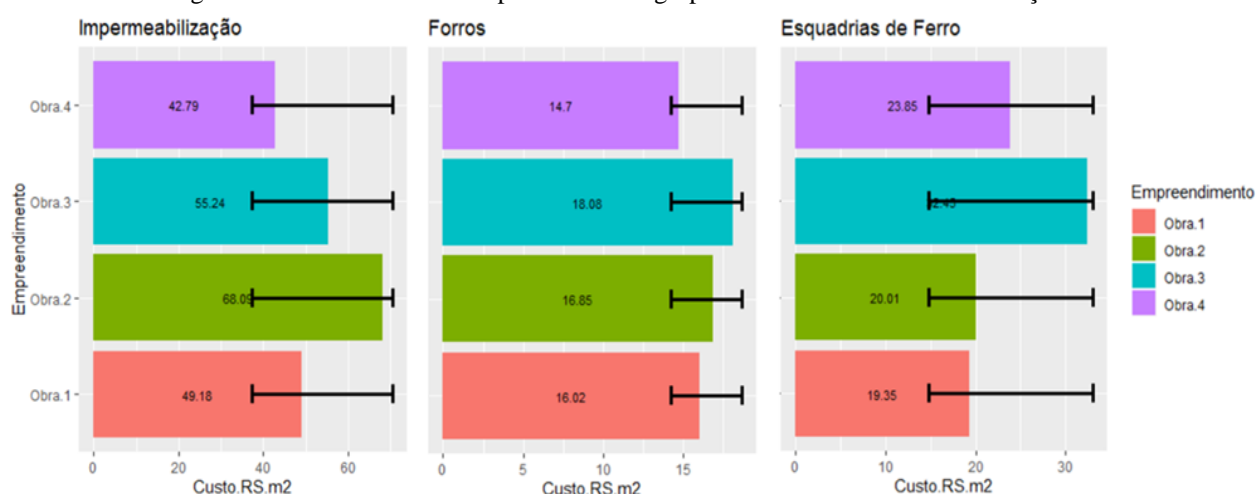 Impermeabilização
Forros
Esquadrias de Ferro
Empreendimento
Obra.4
42.79
14.7
23.85
Obra.3
55.24
18.08
Obra.2
68.09
16.85
20.01
Obra.1
49.18
16.02
19.35
0 20 40 60
0 5 10 15
0 10 20 30
Custo.RS.m2
Custo.RS.m2
Custo.RS.m2
Empreendimento
Obra.1
Obra.2
Obra.3
Obra.4